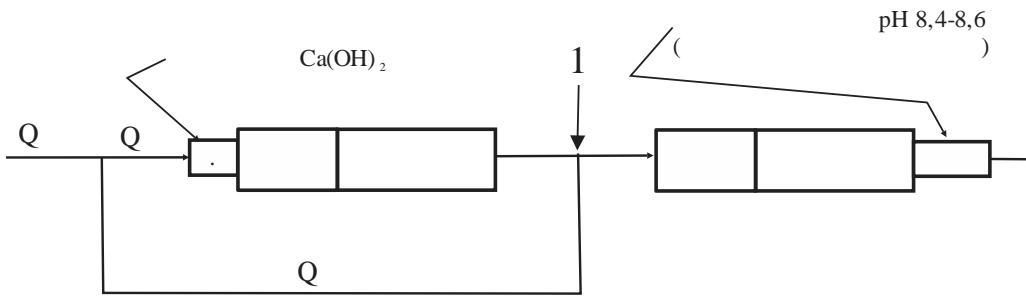 pH 8,4-8,6
( )
Ca(OH) ₂
1
Q
Q
.
Q